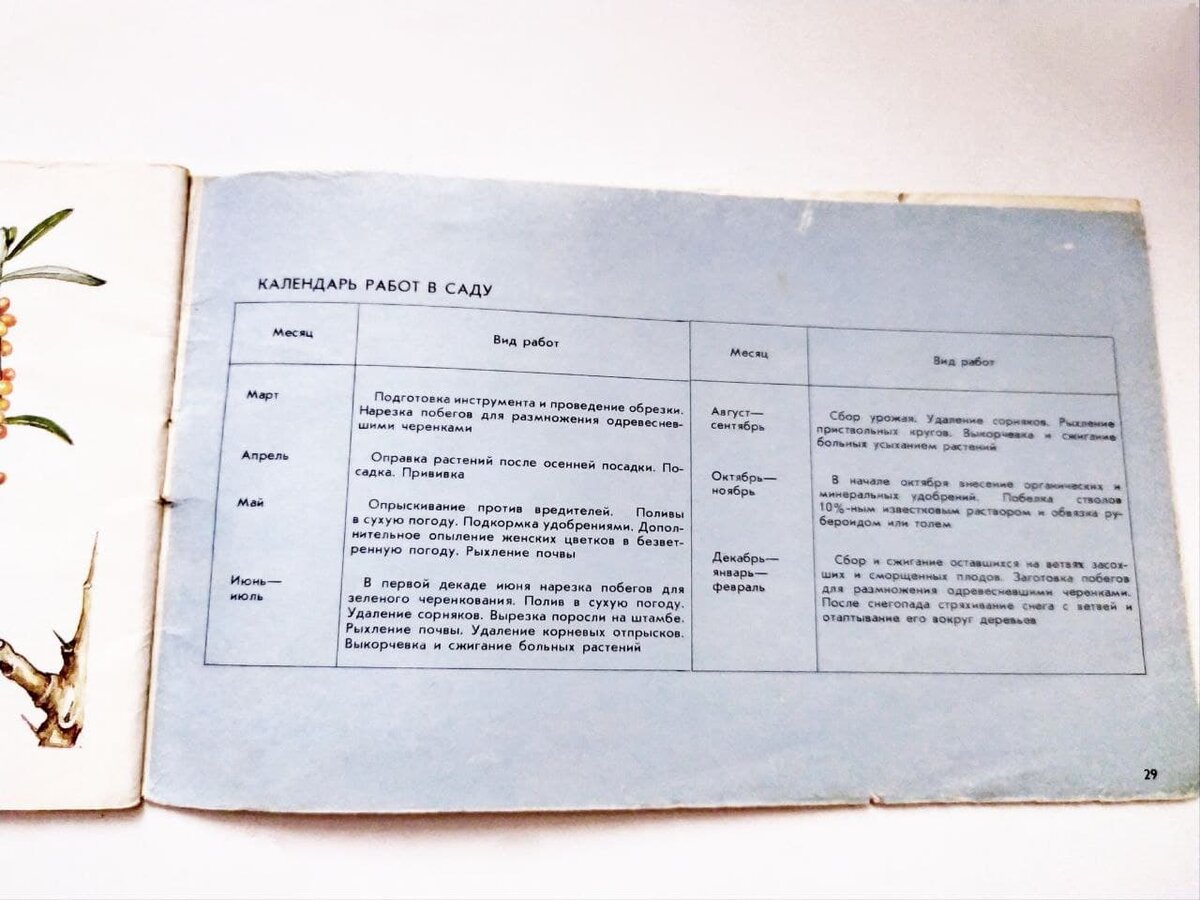 КАЛЕНДАРЬ РАБОТ В САДУ
Месяц
Вид работ
Март
Подготовка инструмента и проведение обрезки.
Нарезка побегов для размножения одревеснев-
шими черенками
Апрель
Оправка растений после осенней посадки. По-
садка. Прививка
Май
Опрыскивание против вредителей. Поливы
в сухую погоду. Подкормка удобрениями. Допол-
нительное опыление женских цветков в безвет-
ренную погоду. Рыхление почвы
Июнь—
июль
В первой декаде июня нарезка побегов для
зеленого черенкования. Полив в сухую погоду.
Удаление сорняков. Вырезка поросли на штамбе.
Рыхление почвы. Удаление корневых отпрысков.
Выкорчевка и сжигание больных растений
Месяц
Вид работ
Август—
сентябрь
Сбор урожая. Удаление сорняков. Рыхление
приствольных кругов. Выкорчевка и сжигание
больных усыханием растений
Октябрь—
ноябрь
В начале октября внесение органических и
минеральных удобрений. Побелка стволов
10%-ным известковым раствором и обвязка ру-
бероидом или толем
Декабрь—
январь—
февраль
Сбор и сжигание оставшихся на ветвях засох-
ших и сморщенных плодов. Заготовка побегов
для размножения одревесневшими черенками.
После снегопада стряхивание снега с ветвей и
отаптывание его вокруг деревьев
29